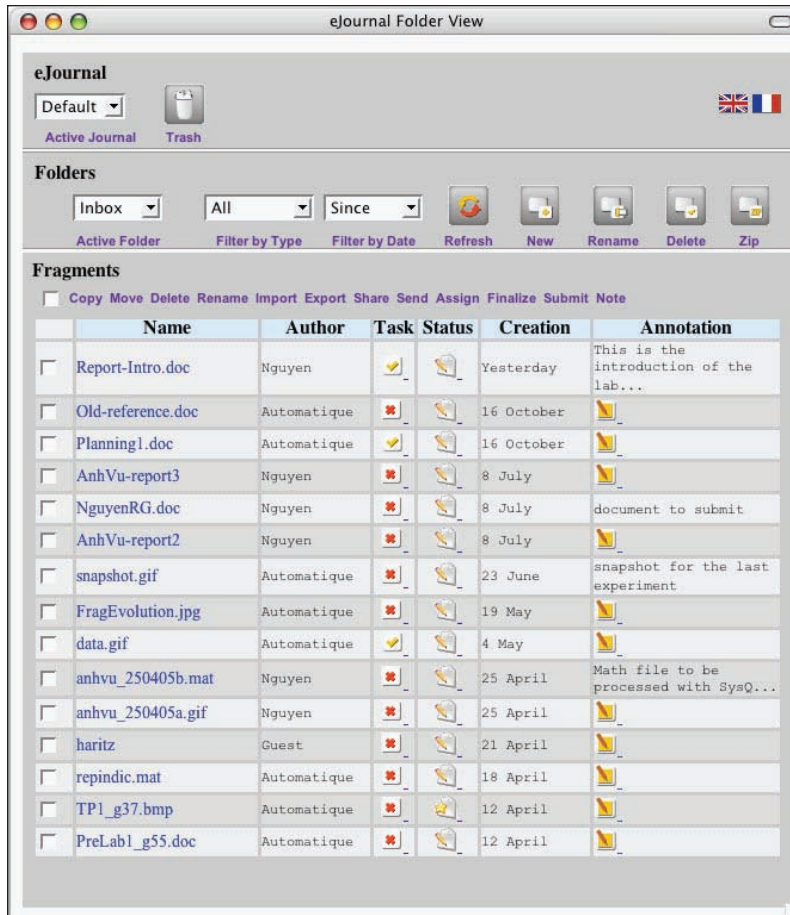 eJournal Folder View
eJournal
Default
Active Journal Trash
Folders
Inbox All Since
Active Folder Filter by Type Filter by Date Refresh New Rename Delete Zip
Fragments
Copy Move Delete Rename Import Export Share Send Assign Finalize Submit Note
Name Author Task Status Creation Annotation
Report-Intro.doc Nguyen Yesterday This is the
introduction of the
lab...
Old-reference.doc Automatique 16 October
Planning1.doc Automatique 16 October
AnhVu-report3 Nguyen 8 July
NguyenRG.doc Nguyen 8 July document to submit
AnhVu-report2 Nguyen 8 July
snapshot.gif Automatique 23 June snapshot for the last
experiment
FragEvolution.jpg Automatique 19 May
data.gif Automatique 4 May
anhvu_250405b.mat Nguyen 25 April Math file to be
processed with SysQ...
anhvu_250405a.gif Nguyen 25 April
haritz Guest 21 April
repindic.mat Automatique 18 April
TP1_g37.bmp Automatique 12 April
PreLab1_g55.doc Automatique 12 April